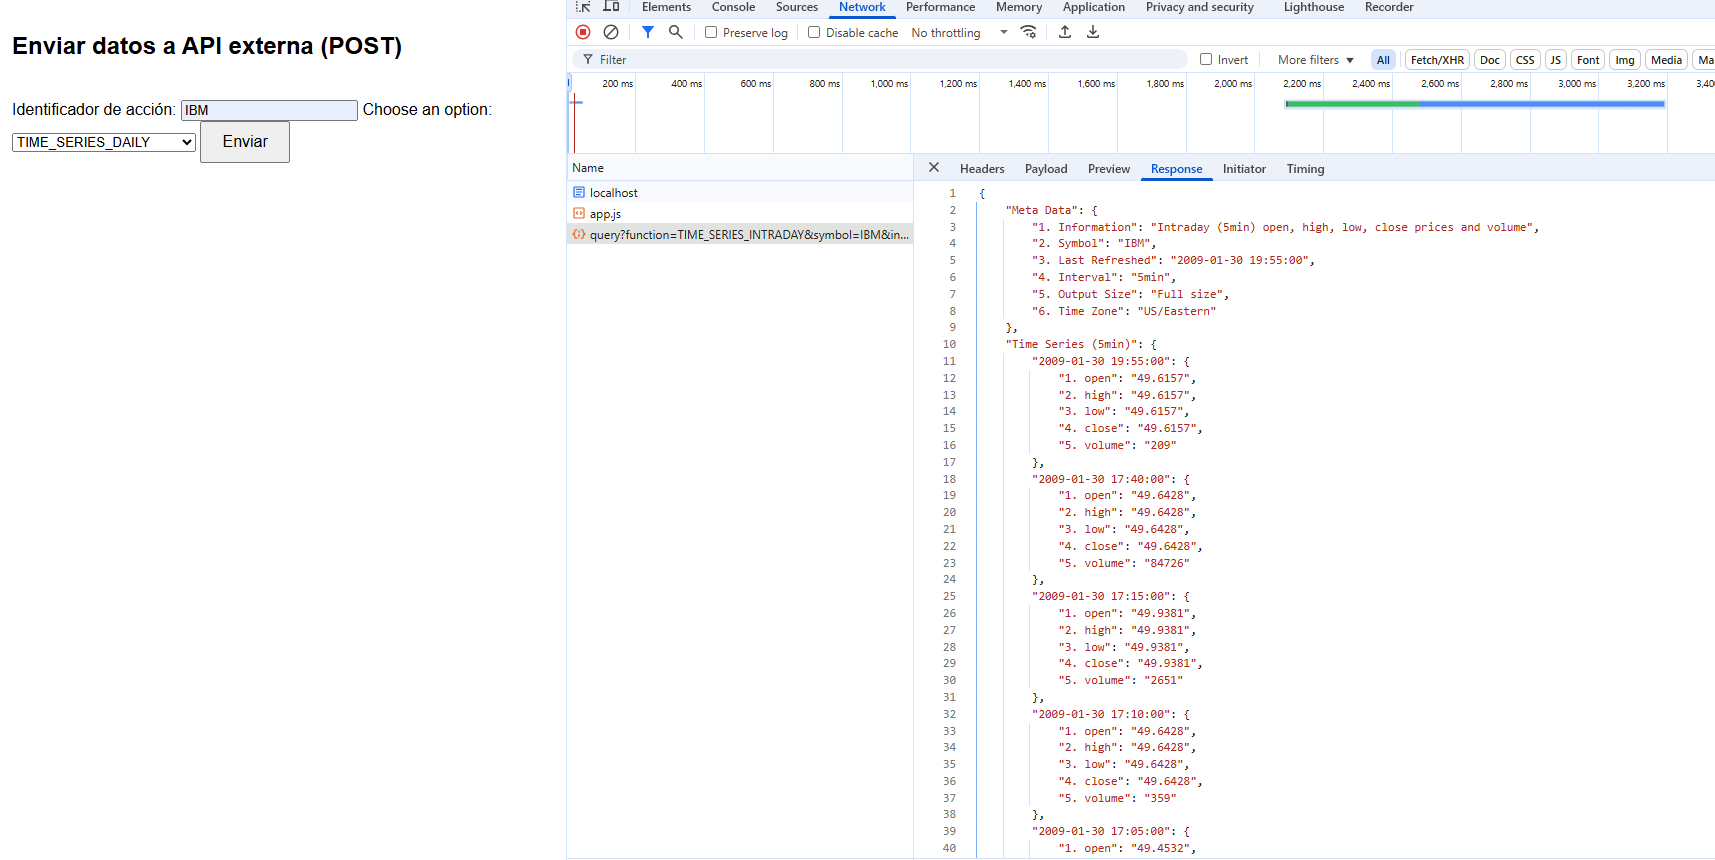 Enviar datos a API externa (POST)
Identificador de acción: IBM Choose an option:
TIME_SERIES_DAILY Enviar
Elements Console Sources Network Performance Memory Application Privacy and security Lighthouse Recorder
Preserve log Disable cache No throttling
Filter Invert More filters All Fetch/XHR Doc CSS JS Font Img Media Ma
200 ms 400 ms 600 ms 800 ms 1,000 ms 1,200 ms 1,400 ms 1,600 ms 1,800 ms 2,000 ms 2,200 ms 2,400 ms 2,600 ms 2,800 ms 3,000 ms 3,200 ms 3,40
Name
localhost
app.js
query?function=TIME_SERIES_INTRADAY&symbol=IBM&in...
Headers Payload Preview Response Initiator Timing
1 {
2 "Meta Data": {
3 "1. Information": "Intraday (5min) open, high, low, close prices and volume",
4 "2. Symbol": "IBM",
5 "3. Last Refreshed": "2009-01-30 19:55:00",
6 "4. Interval": "5min",
7 "5. Output Size": "Full size",
8 "6. Time Zone": "US/Eastern"
9 },
10 "Time Series (5min)": {
11 "2009-01-30 19:55:00": {
12 "1. open": "49.6157",
13 "2. high": "49.6157",
14 "3. low": "49.6157",
15 "4. close": "49.6157",
16 "5. volume": "209"
17 },
18 "2009-01-30 17:40:00": {
19 "1. open": "49.6428",
20 "2. high": "49.6428",
21 "3. low": "49.6428",
22 "4. close": "49.6428",
23 "5. volume": "84726"
24 },
25 "2009-01-30 17:15:00": {
26 "1. open": "49.9381",
27 "2. high": "49.9381",
28 "3. low": "49.9381",
29 "4. close": "49.9381",
30 "5. volume": "2651"
31 },
32 "2009-01-30 17:10:00": {
33 "1. open": "49.6428",
34 "2. high": "49.6428",
35 "3. low": "49.6428",
36 "4. close": "49.6428",
37 "5. volume": "359"
38 },
39 "2009-01-30 17:05:00": {
40 "1. open": "49.4532",